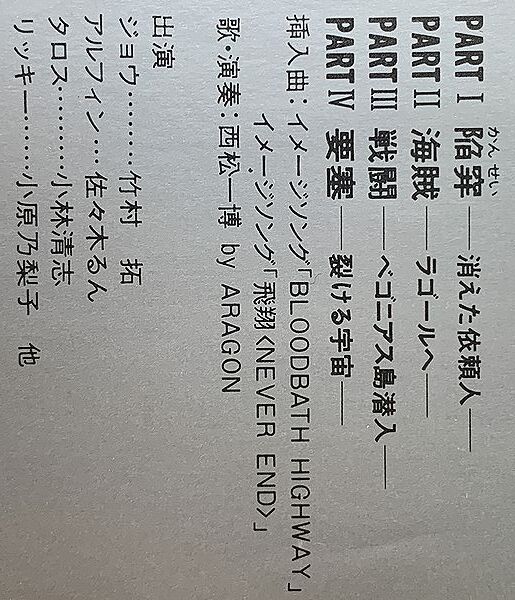 PART I 陥穽——消えた依頼人——
かんせい
PART II 海賊——ラゴールへ——
PART III 戦闘——ベゴニアス島潜入——
PART IV 要塞——裂ける宇宙——
挿入曲：イメージソング「BLOODBATH HIGHWAY」
イメージソング「飛翔〈NEVER END〉」
歌・演奏：西松一博 by ARAGON
出演
ジョウ………竹村 拓
アルフィン…佐々木るん
タロス………小林清志
リッキー……小原乃梨子 他